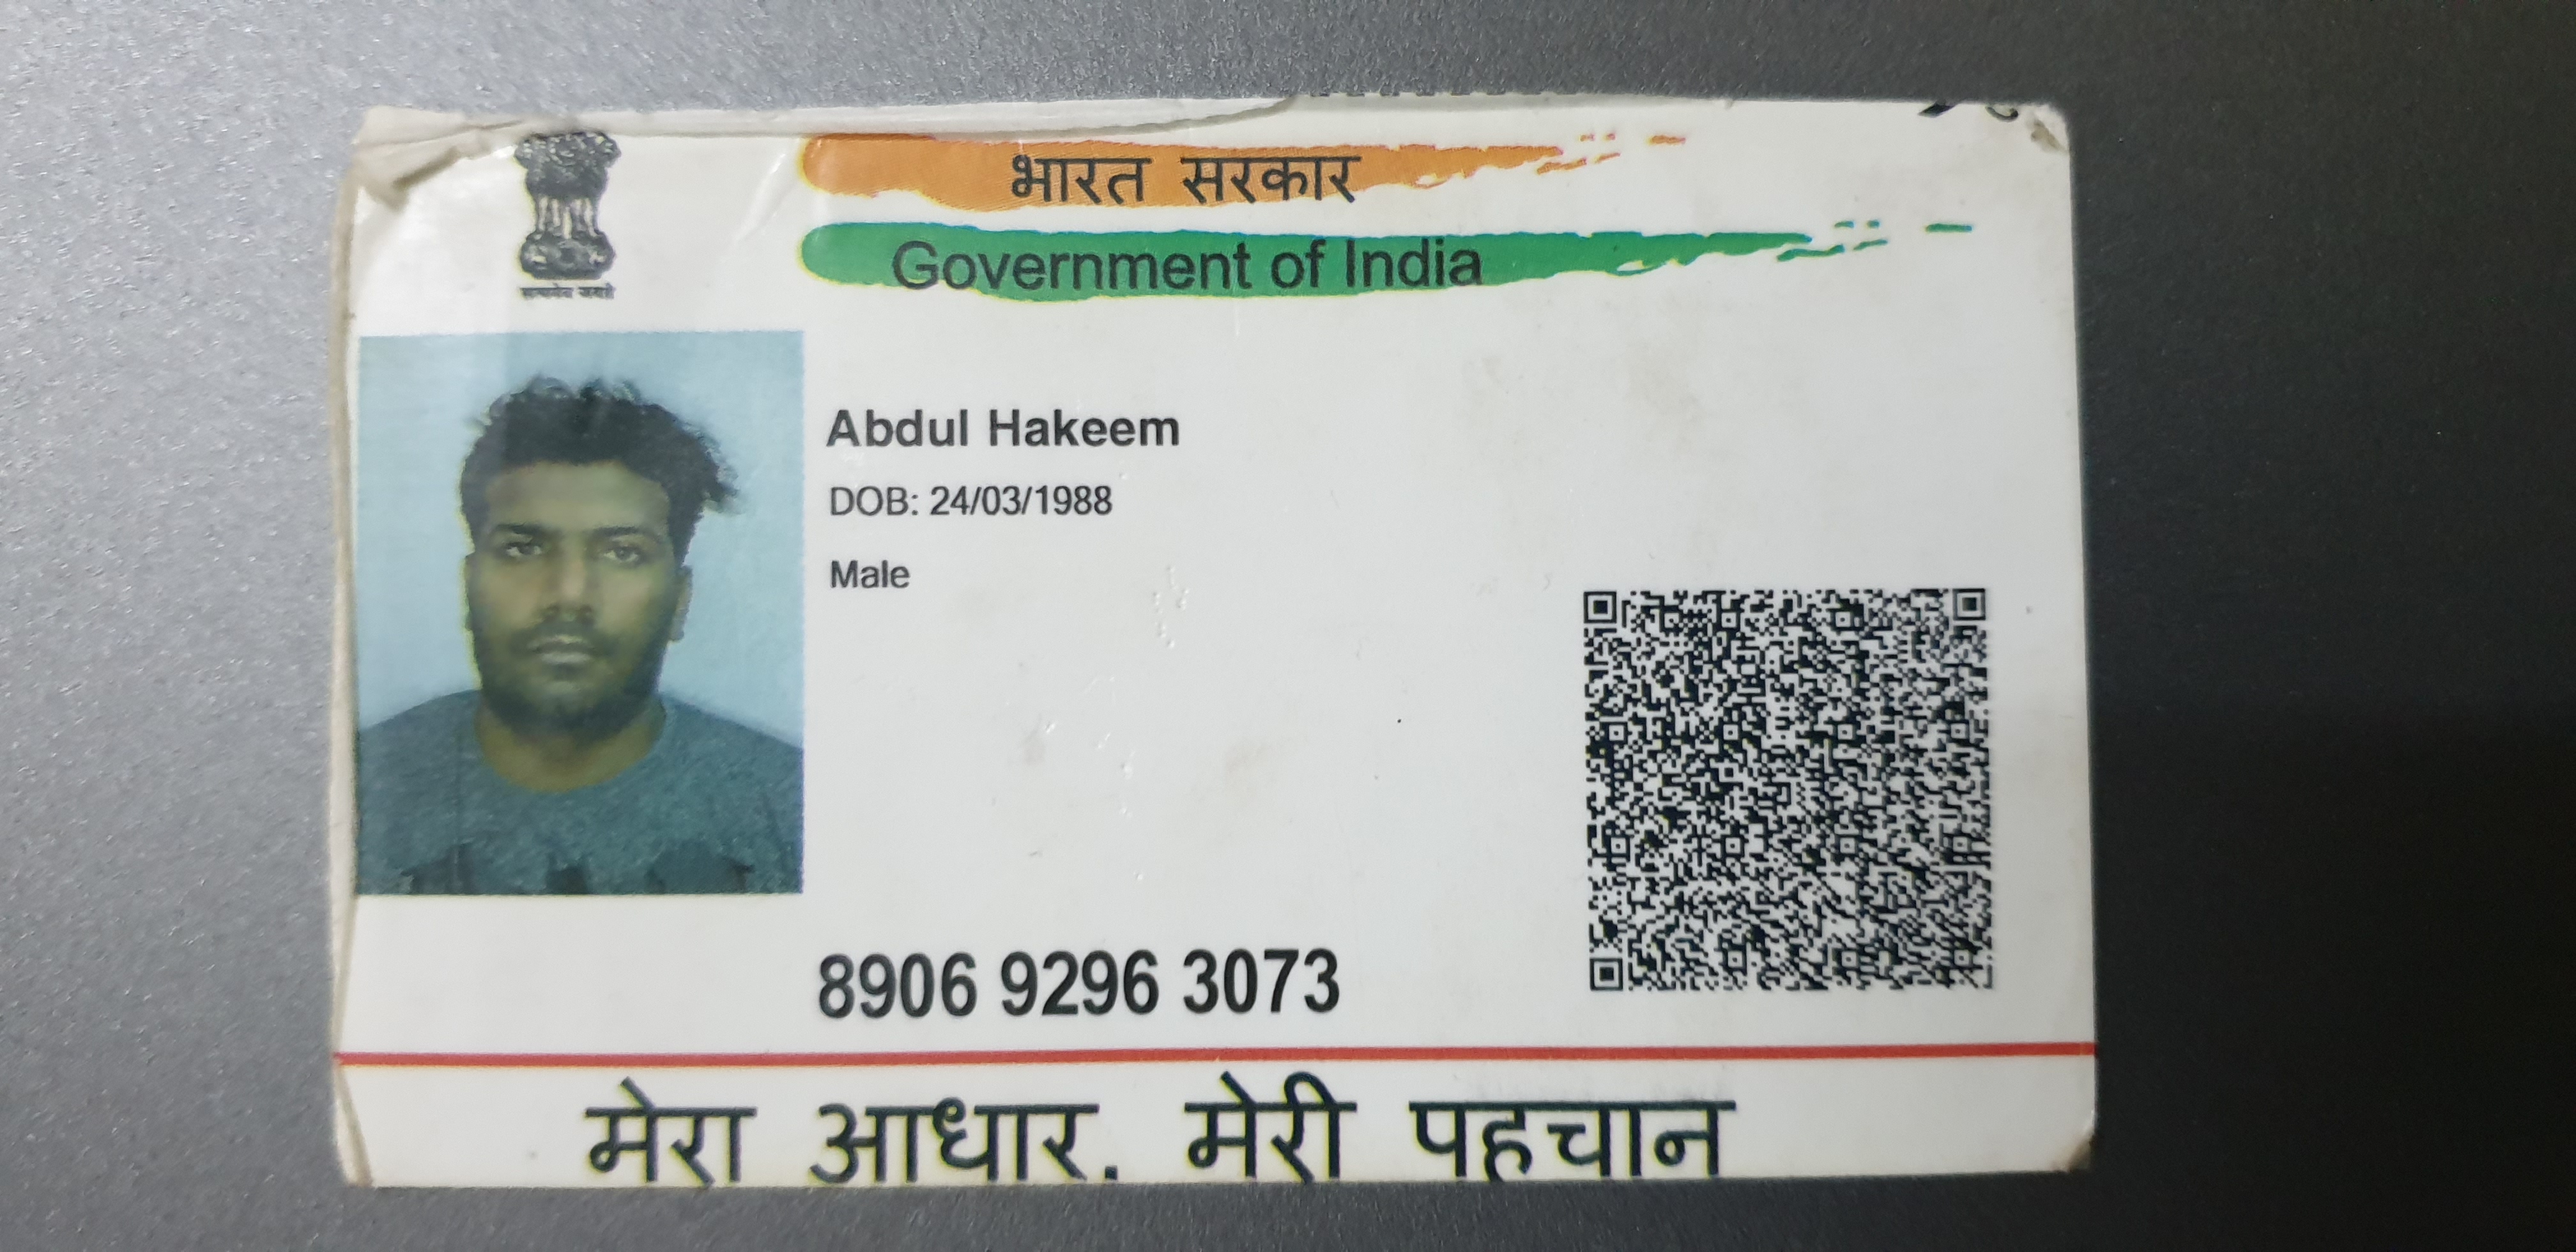 भारत सरकार
Government of India
सत्यमेव जयते
Abdul Hakeem
DOB: 24/03/1988
Male
8906 9296 3073
मेरा आधार, मेरी पहचान